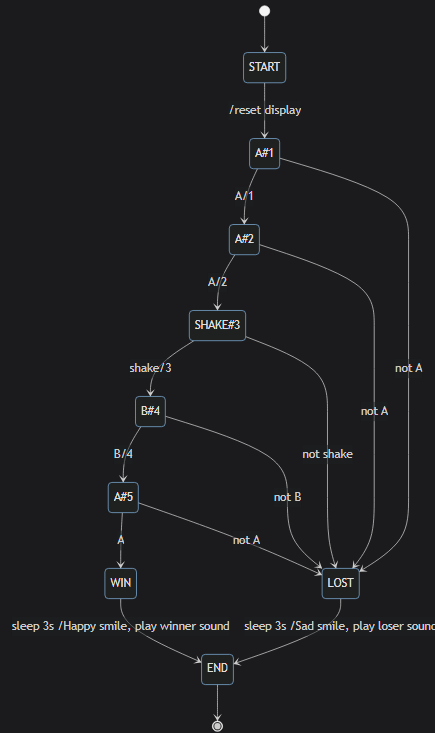 START
/reset display
A#1
A/1
A#2
A/2
SHAKE#3
shake/3
not A
B#4
not A
B/4
not shake
A#5
not B
A
not A
WIN
LOST
sleep 3s /Happy smile, play winner sound
sleep 3s /Sad smile, play loser sound
END